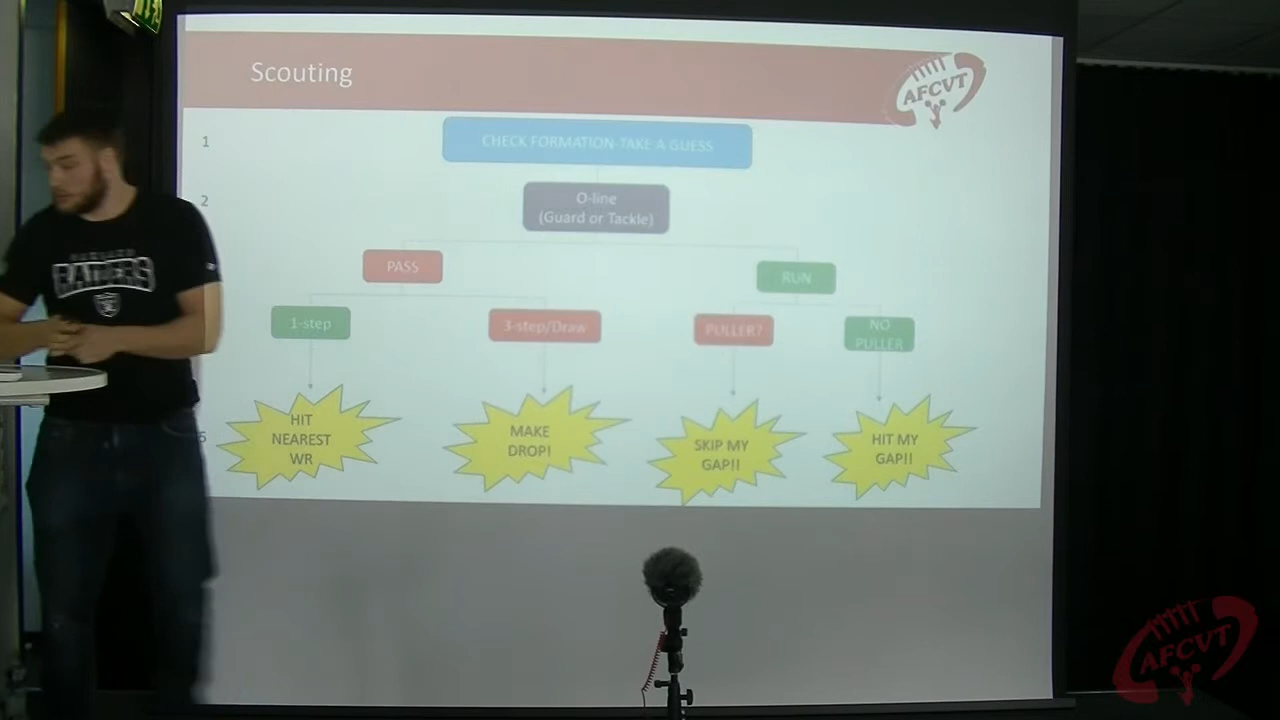 Scouting
AFCVT
1
CHECK FORMATION-TAKE A GUESS
2
O-line
(Guard or Tackle)
PASS
RUN
1-step
3-step/Draw
PULLER?
NO
PULLER
HIT
NEAREST
WR
MAKE
DROP!
SKIP MY
GAP!!
HIT MY
GAP!!
RAIDERS
AFCVT